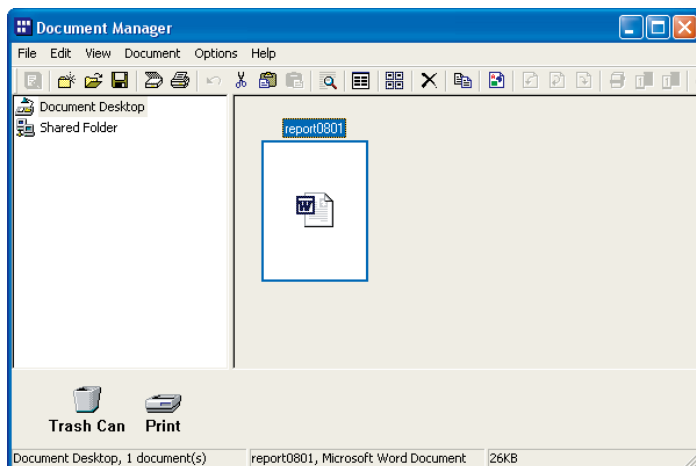 Document Manager
File Edit View Document Options Help
Document Desktop
Shared Folder
report0801
W
Trash Can Print
Document Desktop, 1 document(s) report0801, Microsoft Word Document 26KB